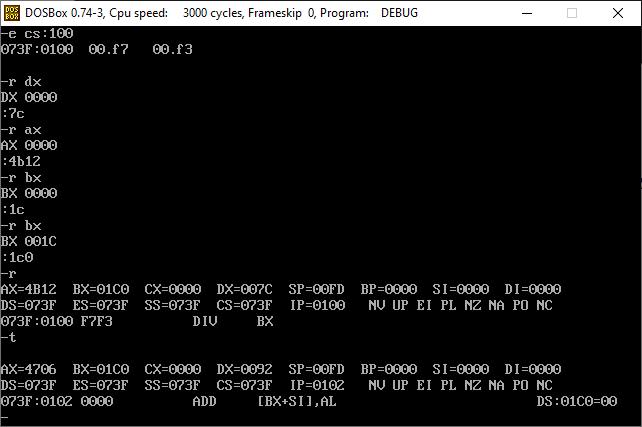 DOSBox 0.74-3, Cpu speed:    3000 cycles, Frameskip  0, Program:    DEBUG
-e cs:100
073F:0100  00.f7   00.f3
-r dx
DX 0000
:7c
-r ax
AX 0000
:4b12
-r bx
BX 0000
:1c
-r bx
BX 001C
:1c0
-r
AX=4B12  BX=01C0  CX=0000  DX=007C  SP=00FD  BP=0000  SI=0000  DI=0000
DS=073F  ES=073F  SS=073F  CS=073F  IP=0100   NV UP EI PL NZ NA PO NC
073F:0100 F7F3          DIV     BX
-t
AX=4706  BX=01C0  CX=0000  DX=0092  SP=00FD  BP=0000  SI=0000  DI=0000
DS=073F  ES=073F  SS=073F  CS=073F  IP=0102   NV UP EI PL NZ NA PO NC
073F:0102 0000          ADD     [BX+SI],AL                         DS:01C0=00
-